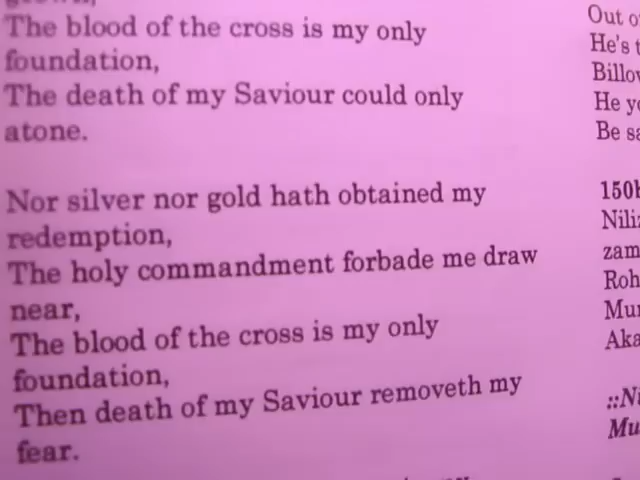 The blood of the cross is my only
foundation,
The death of my Saviour could only
atone.
Nor silver nor gold hath obtained my
redemption,
The holy commandment forbade me draw
near,
The blood of the cross is my only
foundation,
Then death of my Saviour removeth my
fear.
Out
He's
He
Be